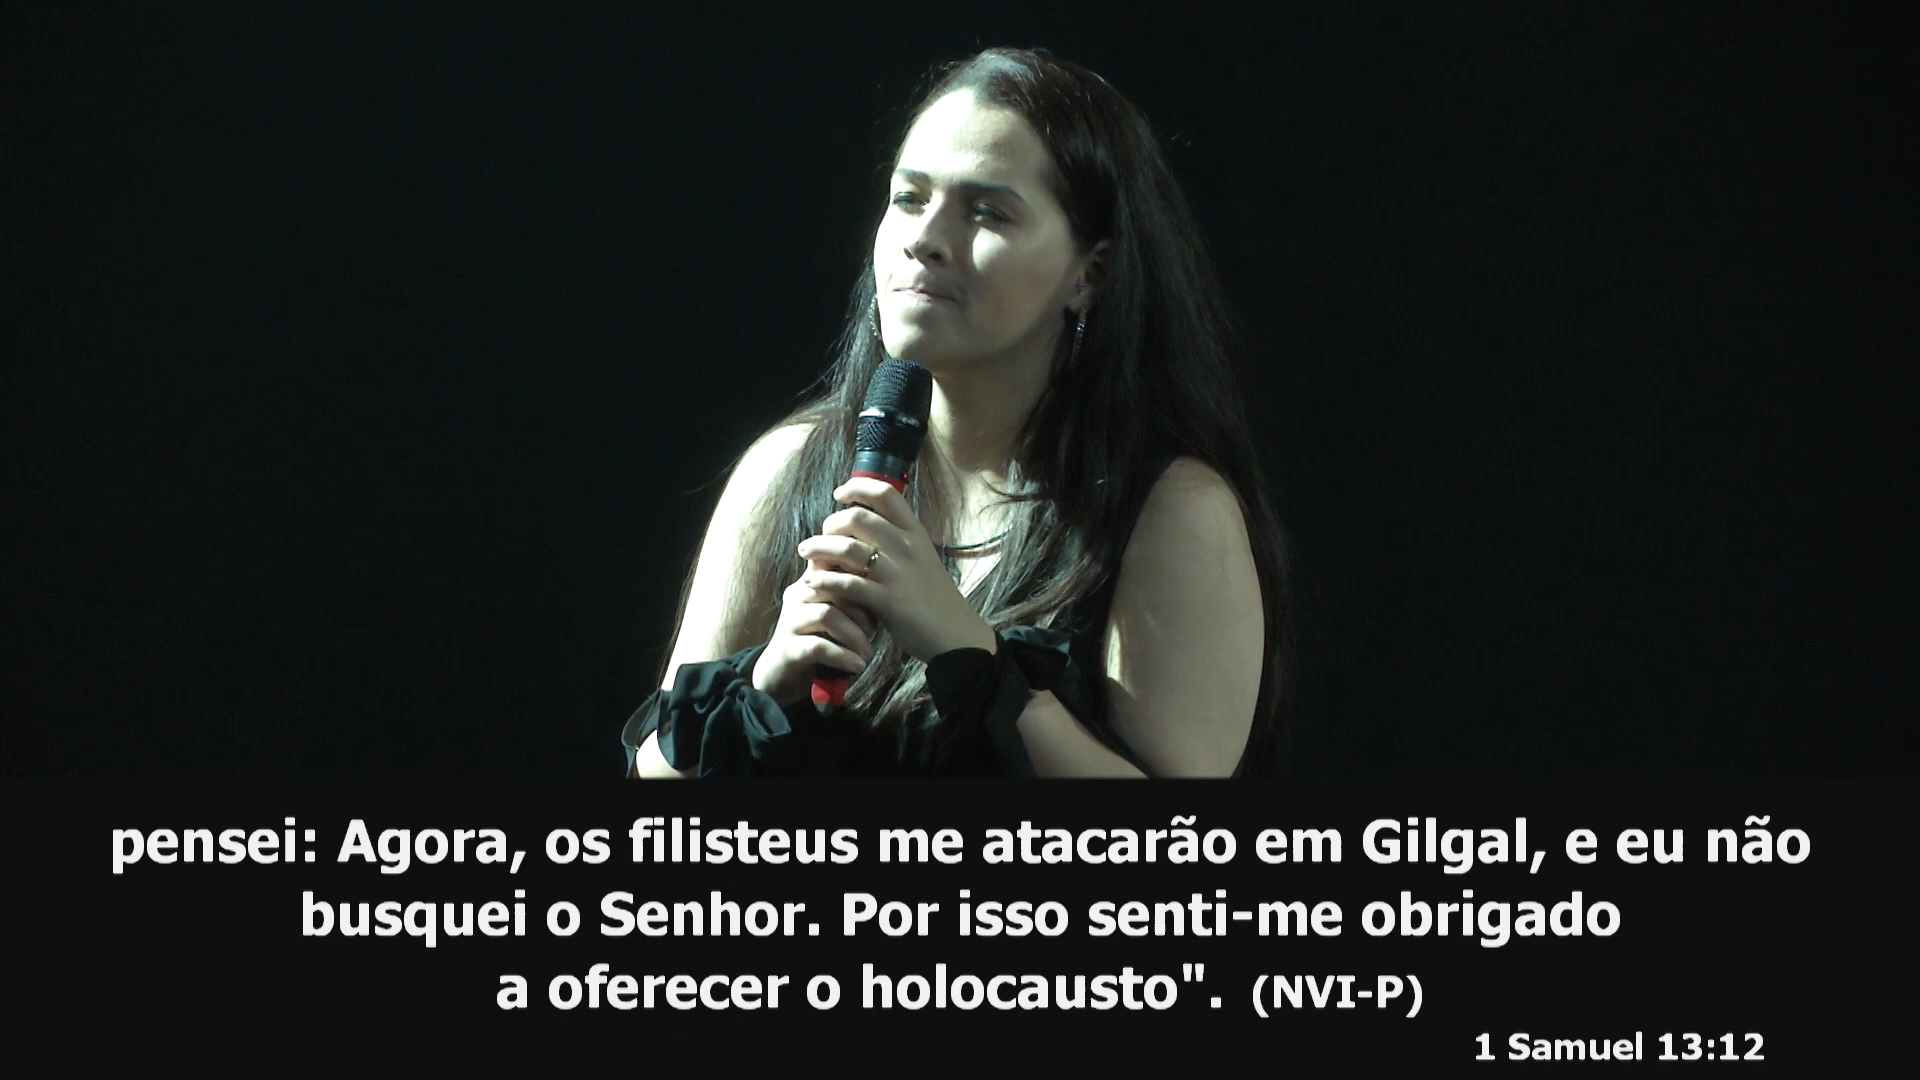 pensei: Agora, os filisteus me atacarão em Gilgal, e eu não
busquei o Senhor. Por isso senti-me obrigado
a oferecer o holocausto". (NVI-P)
1 Samuel 13:12